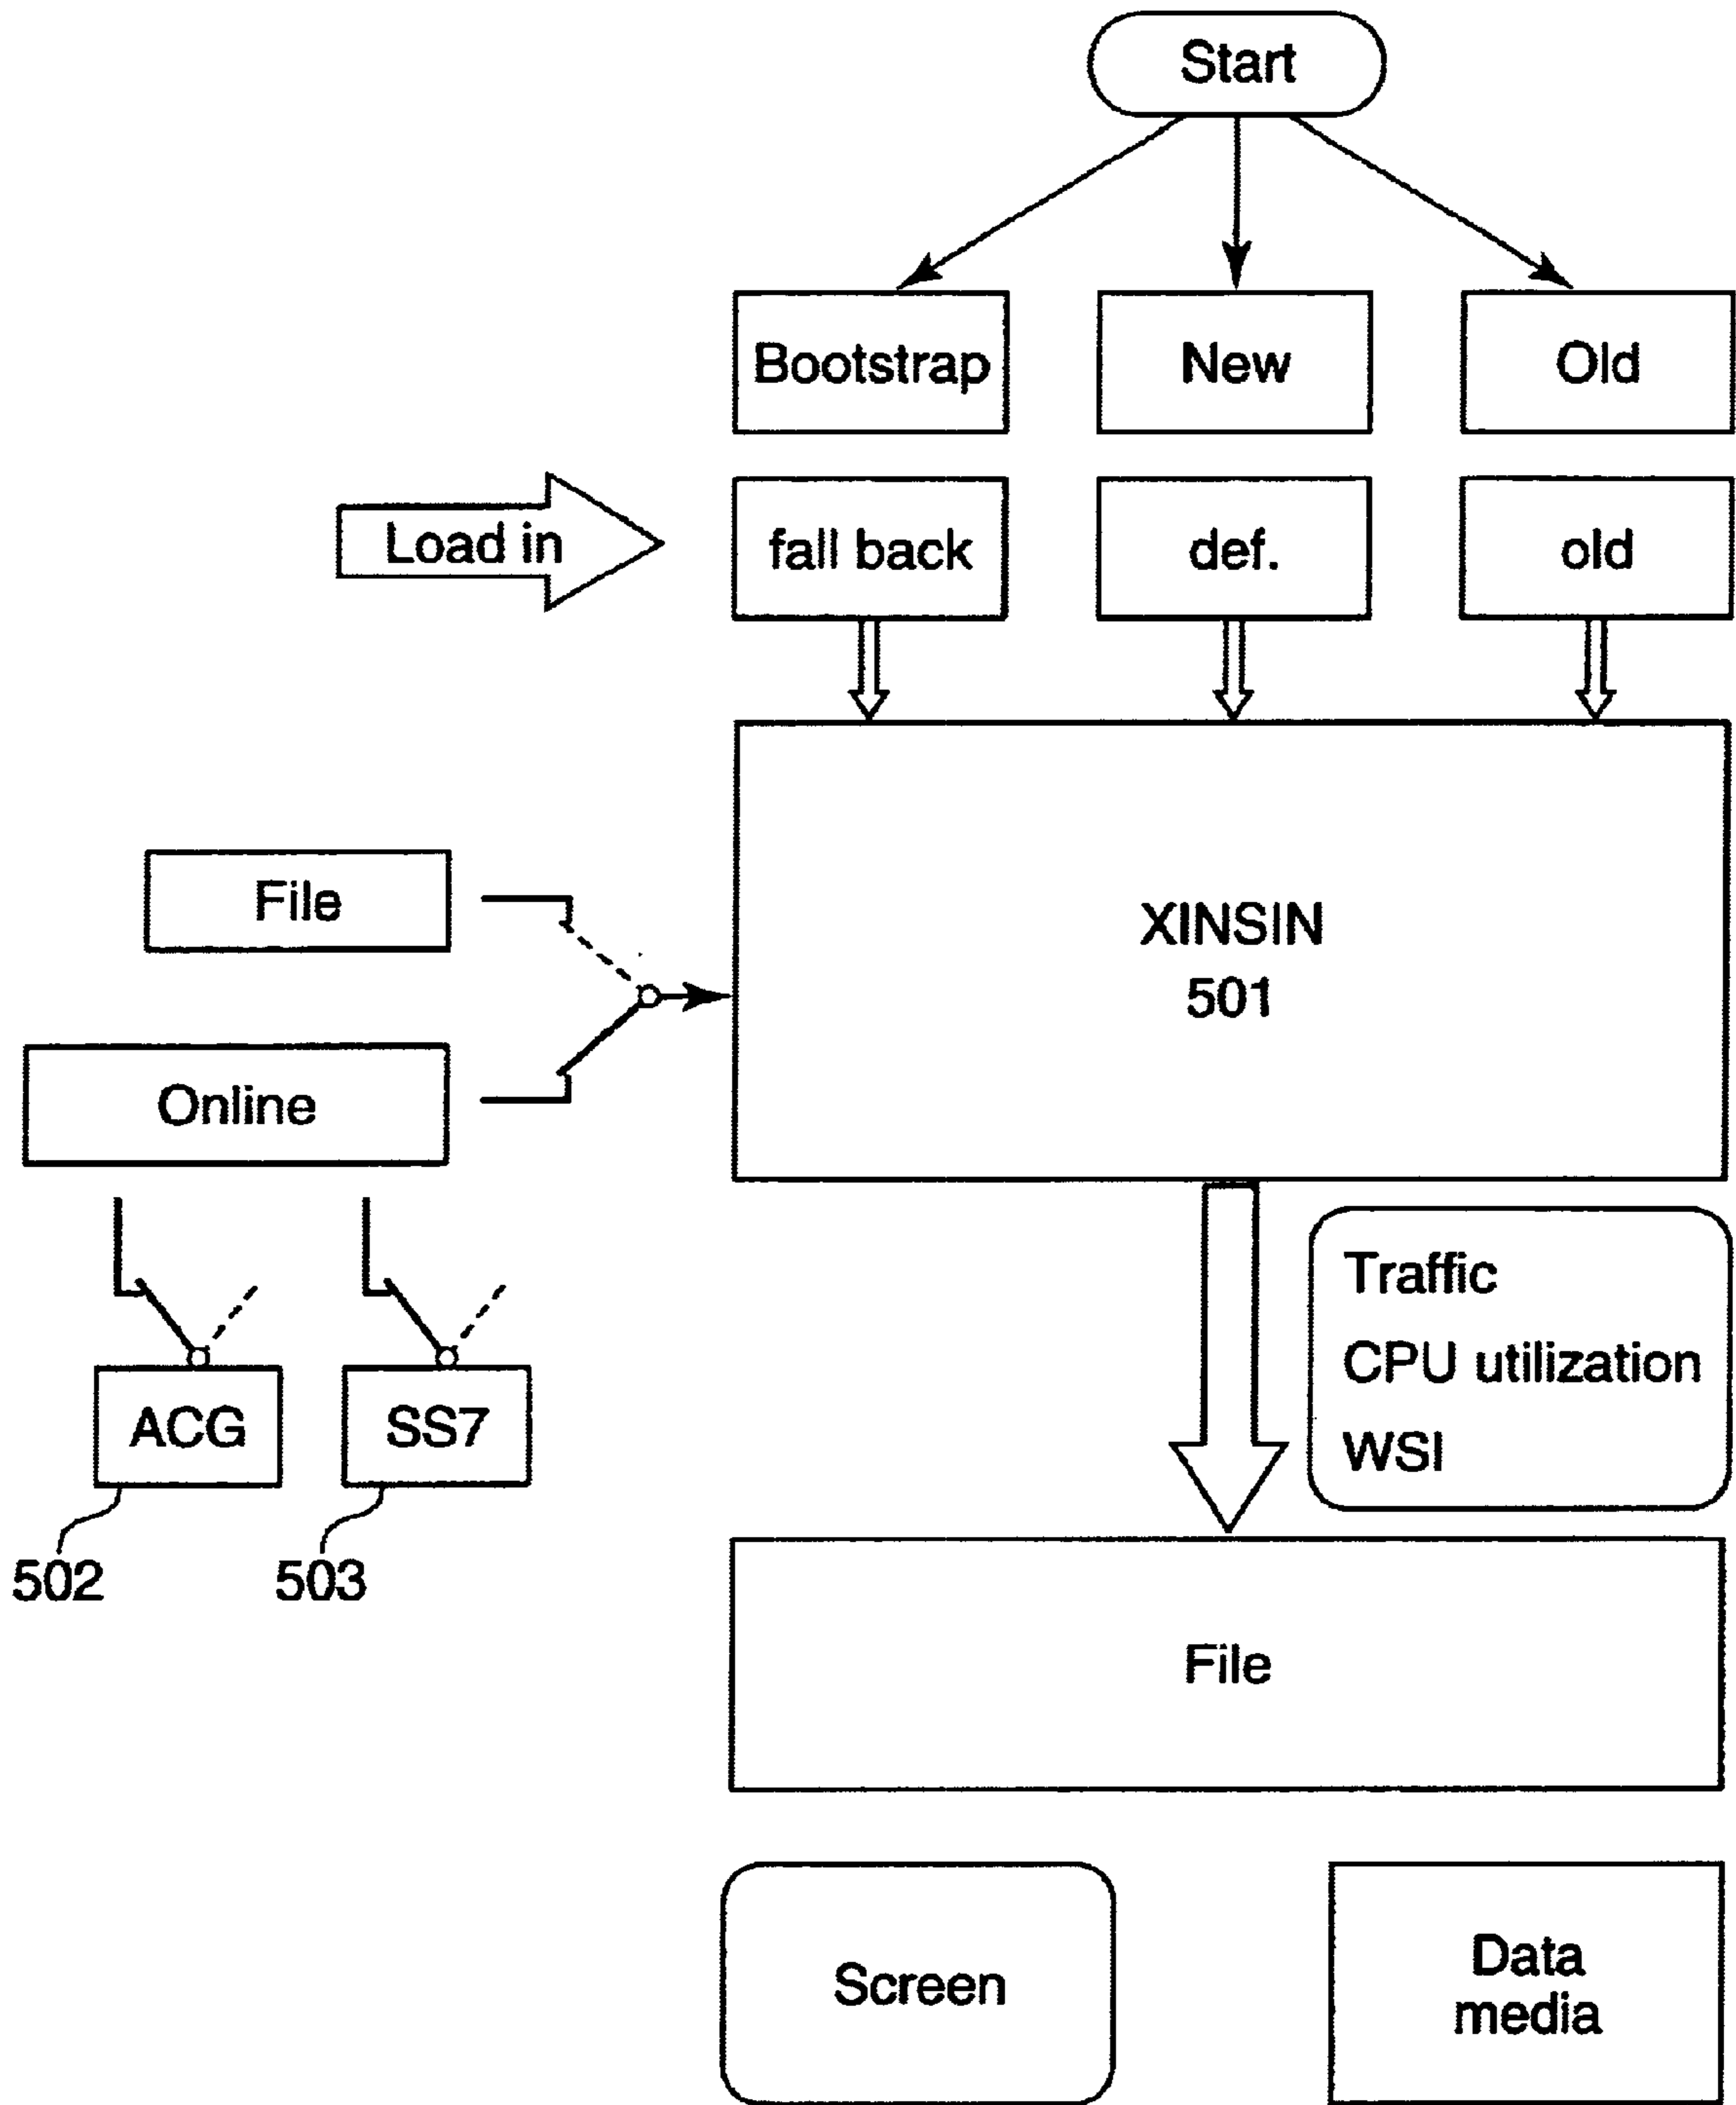 Start
Bootstrap
New
Old
Load in
fall back
def.
old
File
XINSIN
501
Online
Traffic
CPU utilization
WSI
ACG
SS7
502
503
File
Screen
Data
media